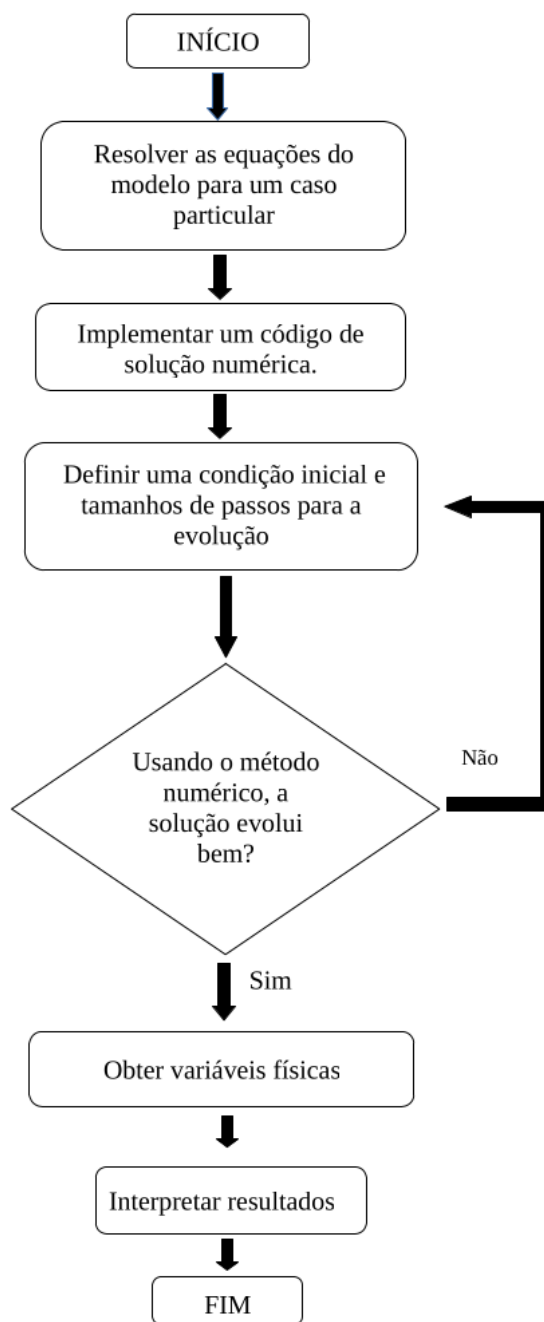 INÍCIO
Resolver as equações do
modelo para um caso
particular
Implementar um código de
solução numérica.
Definir uma condição inicial e
tamanhos de passos para a
evolução
Usando o método
numérico, a
solução evolui
bem?
Não
Sim
Obter variáveis físicas
Interpretar resultados
FIM